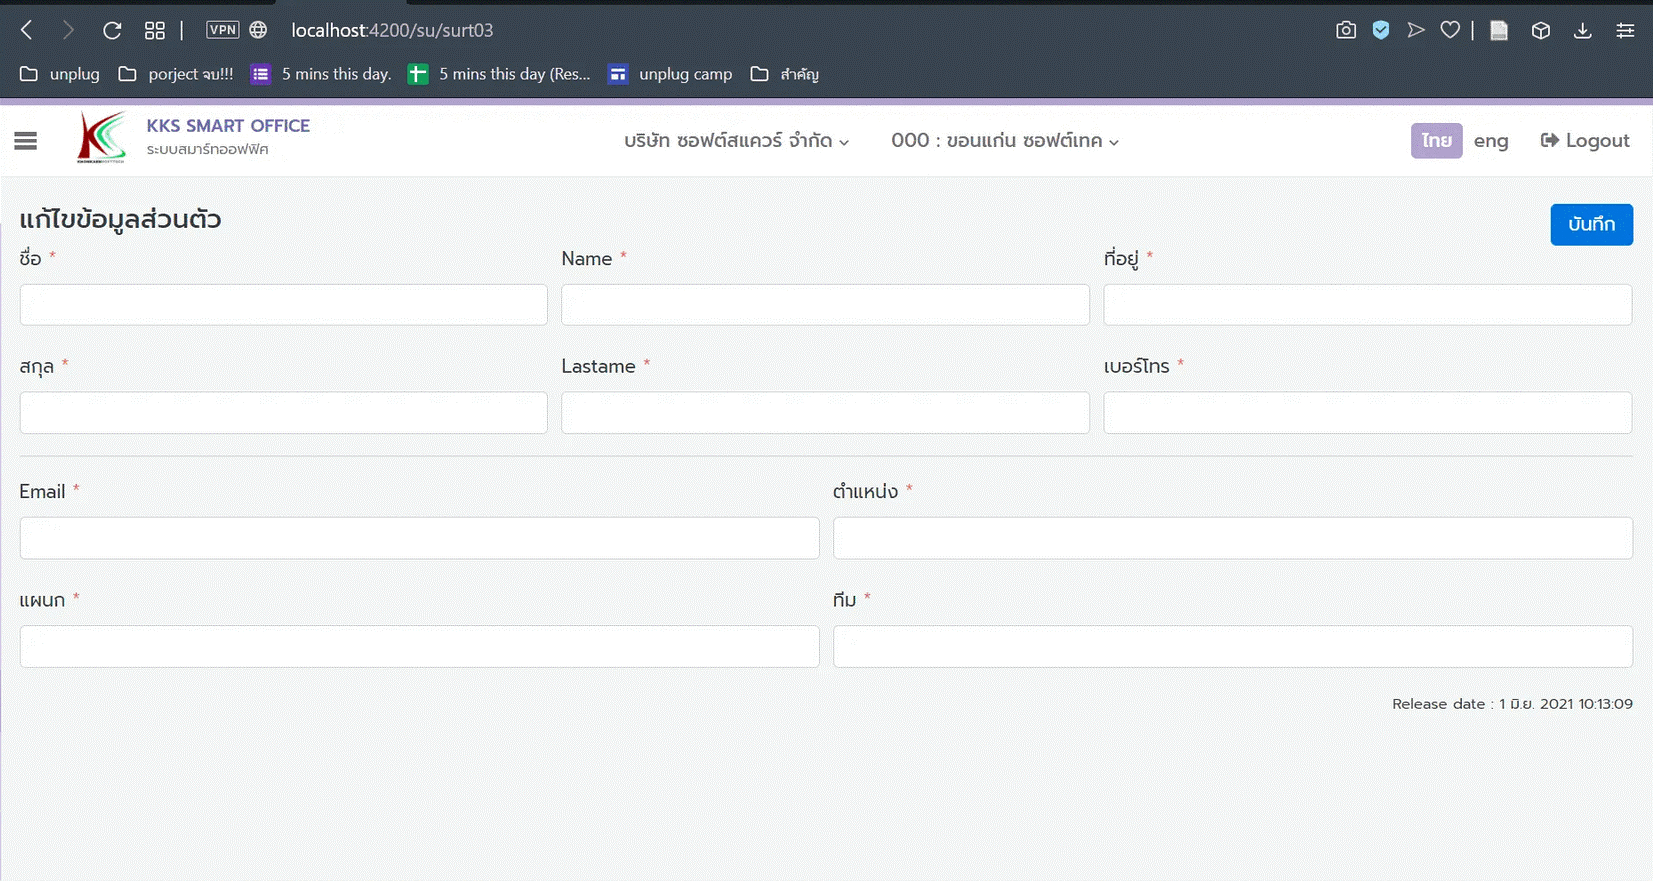 VPN localhost:4200/su/surt03
unplug porject จบ!!! 5 mins this day. 5 mins this day (Res... unplug camp สำคัญ
KKS SMART OFFICE
ระบบสมาร์ทออฟฟิศ
บริษัท ซอฟต์สแควร์ จำกัด 000 : ขอนแก่น ซอฟต์เทค ไทย eng Logout
แก้ไขข้อมูลส่วนตัว
บันทึก
ชื่อ * Name * ที่อยู่ *
สกุล * Lastame * เบอร์โทร *
Email * ตำแหน่ง *
แผนก * ทีม *
Release date : 1 มิ.ย. 2021 10:13:09